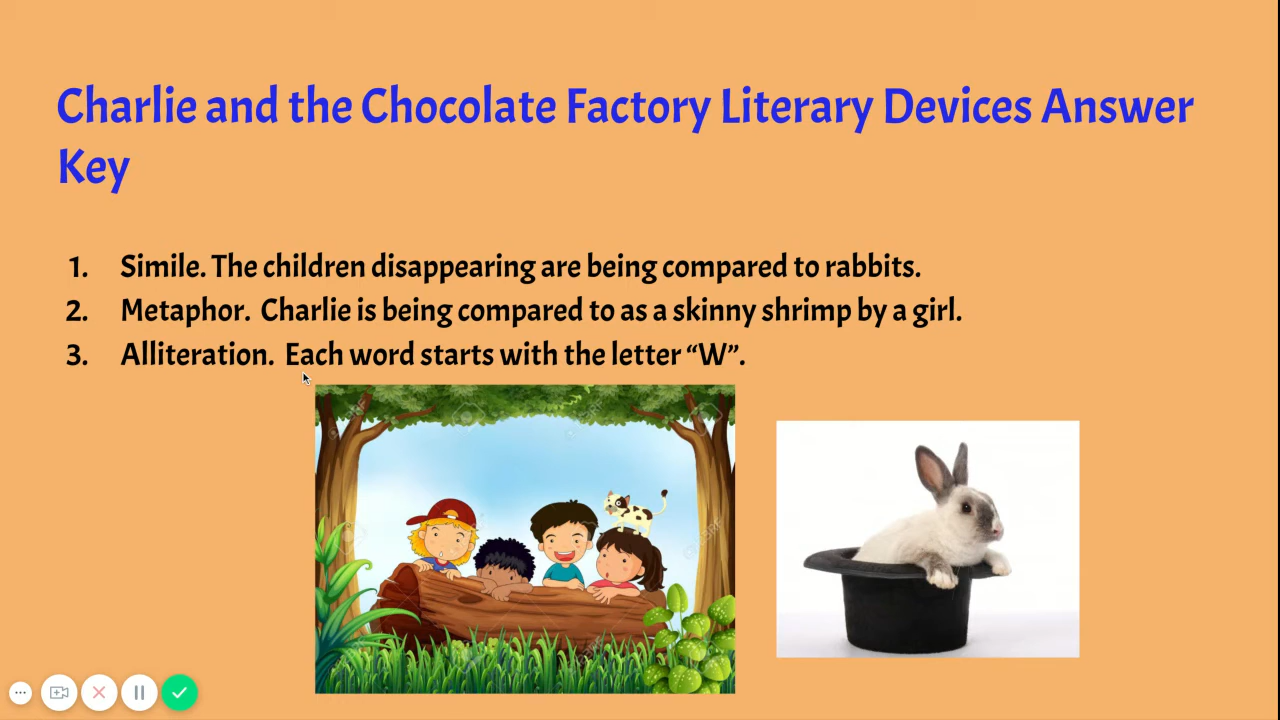 Charlie and the Chocolate Factory Literary Devices Answer
Key
1. Simile. The children disappearing are being compared to rabbits.
2. Metaphor. Charlie is being compared to as a skinny shrimp by a girl.
3. Alliteration. Each word starts with the letter “W”.